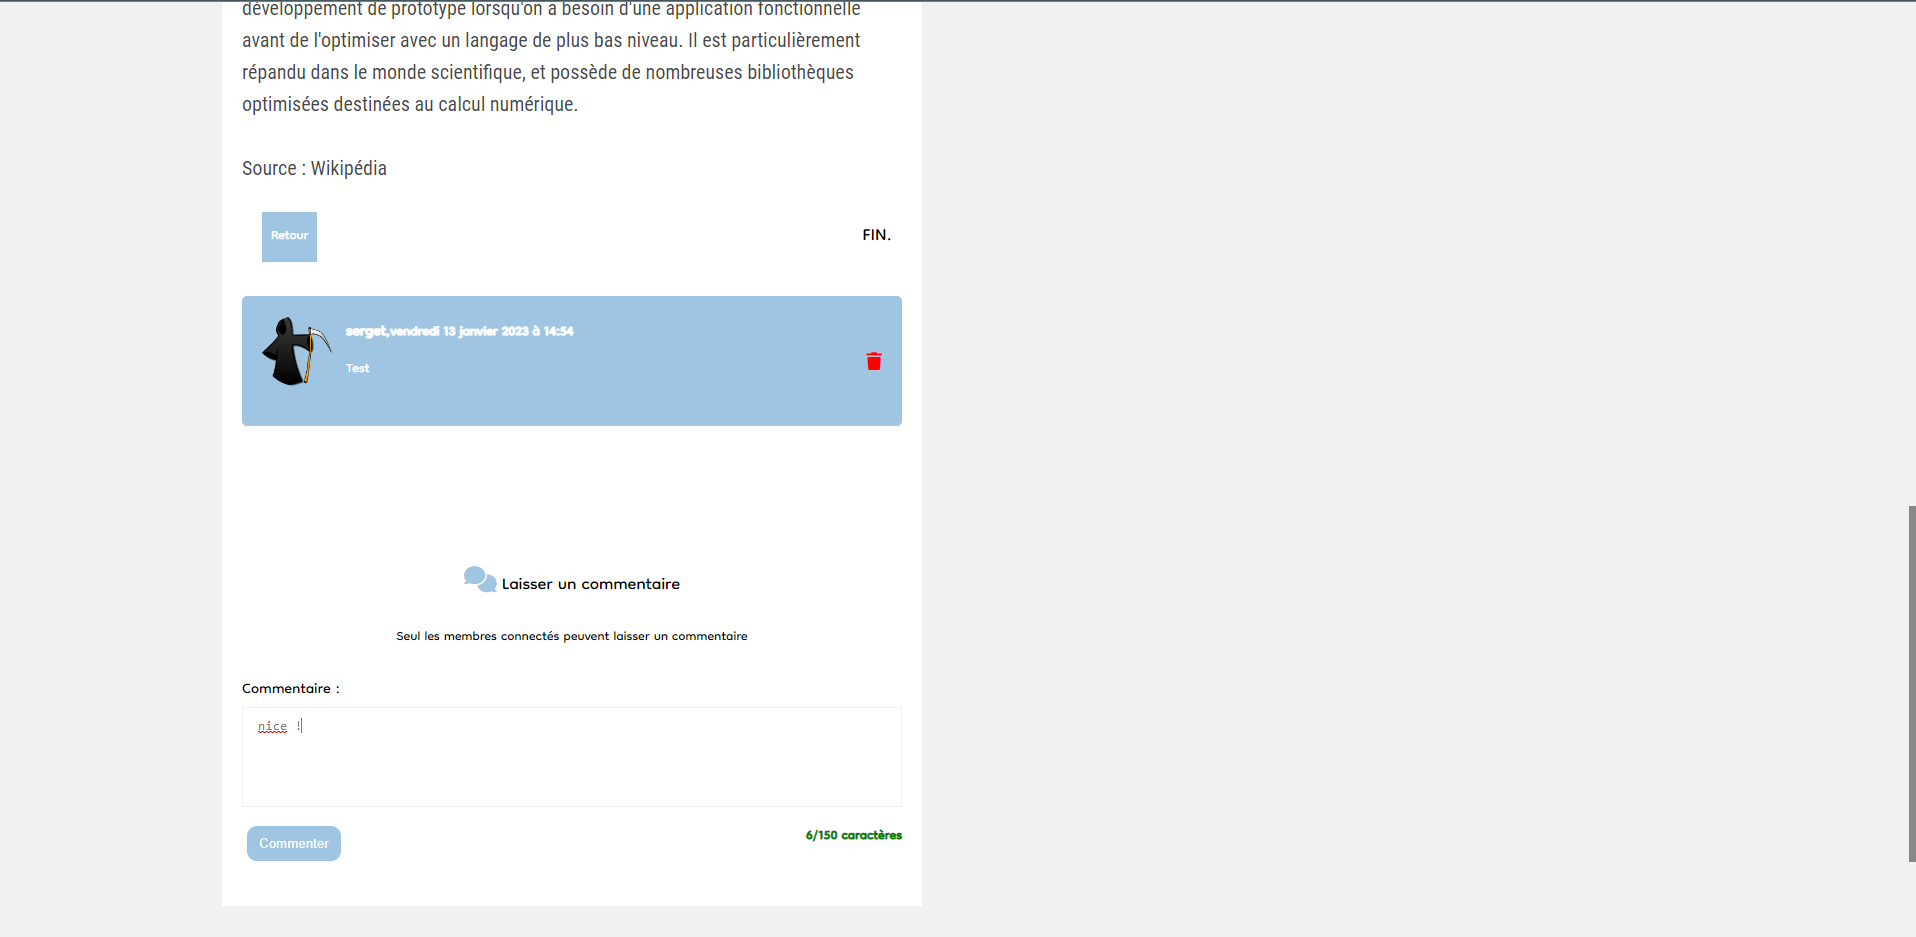 développement de prototype lorsqu'on a besoin d'une application fonctionnelle
avant de l'optimiser avec un langage de plus bas niveau. Il est particulièrement
répandu dans le monde scientifique, et possède de nombreuses bibliothèques
optimisées destinées au calcul numérique.
Source : Wikipédia
Retour
FIN.
serget,vendredi 13 janvier 2023 à 14:54
Test
Laisser un commentaire
Seul les membres connectés peuvent laisser un commentaire
Commentaire :
nice !
Commenter
6/150 caractères